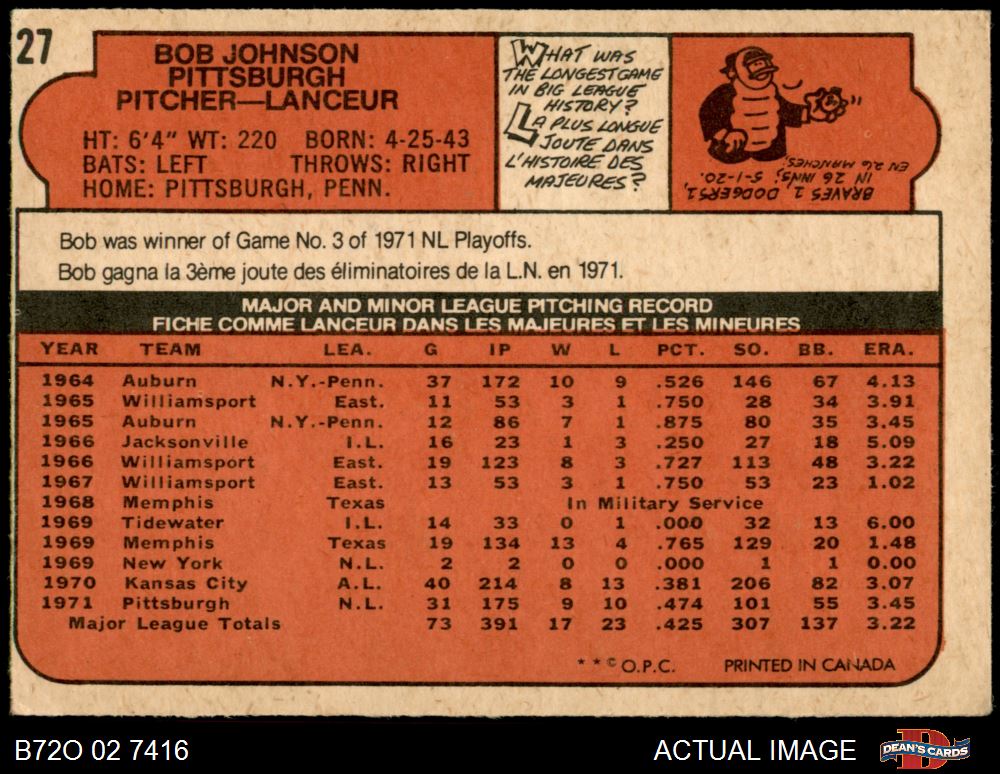 27
BOB JOHNSON
PITTSBURGH
PITCHER—LANCEUR
HT: 6'4" WT: 220 BORN: 4-25-43
BATS: LEFT THROWS: RIGHT
HOME: PITTSBURGH, PENN.
WHAT WAS
THE LONGEST GAME
IN BIG LEAGUE
HISTORY?
LA PLUS LONGUE
JOUTE DANS
L'HISTOIRE DES
MAJEURES?
BRAVES 1 DODGERS 1,
IN 26 INNS; 5-1-20.
EN 26 MANCHES;
Bob was winner of Game No. 3 of 1971 NL Playoffs.
Bob gagna la 3ème joute des éliminatoires de la L.N. en 1971.
MAJOR AND MINOR LEAGUE PITCHING RECORD
FICHE COMME LANCEUR DANS LES MAJEURES ET LES MINEURES
YEAR TEAM LEA. G IP W L PCT. SO. BB. ERA.
1964 Auburn N.Y.-Penn. 37 172 10 9 .526 146 67 4.13
1965 Williamsport East. 11 53 3 1 .750 28 34 3.91
1965 Auburn N.Y.-Penn. 12 86 7 1 .875 80 35 3.45
1966 Jacksonville I.L. 16 23 1 3 .250 27 18 5.09
1966 Williamsport East. 19 123 8 3 .727 113 48 3.22
1967 Williamsport East. 13 53 3 1 .750 53 23 1.02
1968 Memphis Texas In Military Service
1969 Tidewater I.L. 14 33 0 1 .000 32 13 6.00
1969 Memphis Texas 19 134 13 4 .765 129 20 1.48
1969 New York N.L. 2 2 0 0 .000 1 1 0.00
1970 Kansas City A.L. 40 214 8 13 .381 206 82 3.07
1971 Pittsburgh N.L. 31 175 9 10 .474 101 55 3.45
Major League Totals 73 391 17 23 .425 307 137 3.22
* * © O.P.C. PRINTED IN CANADA
B72O 02 7416 ACTUAL IMAGE DEAN'S CARDS